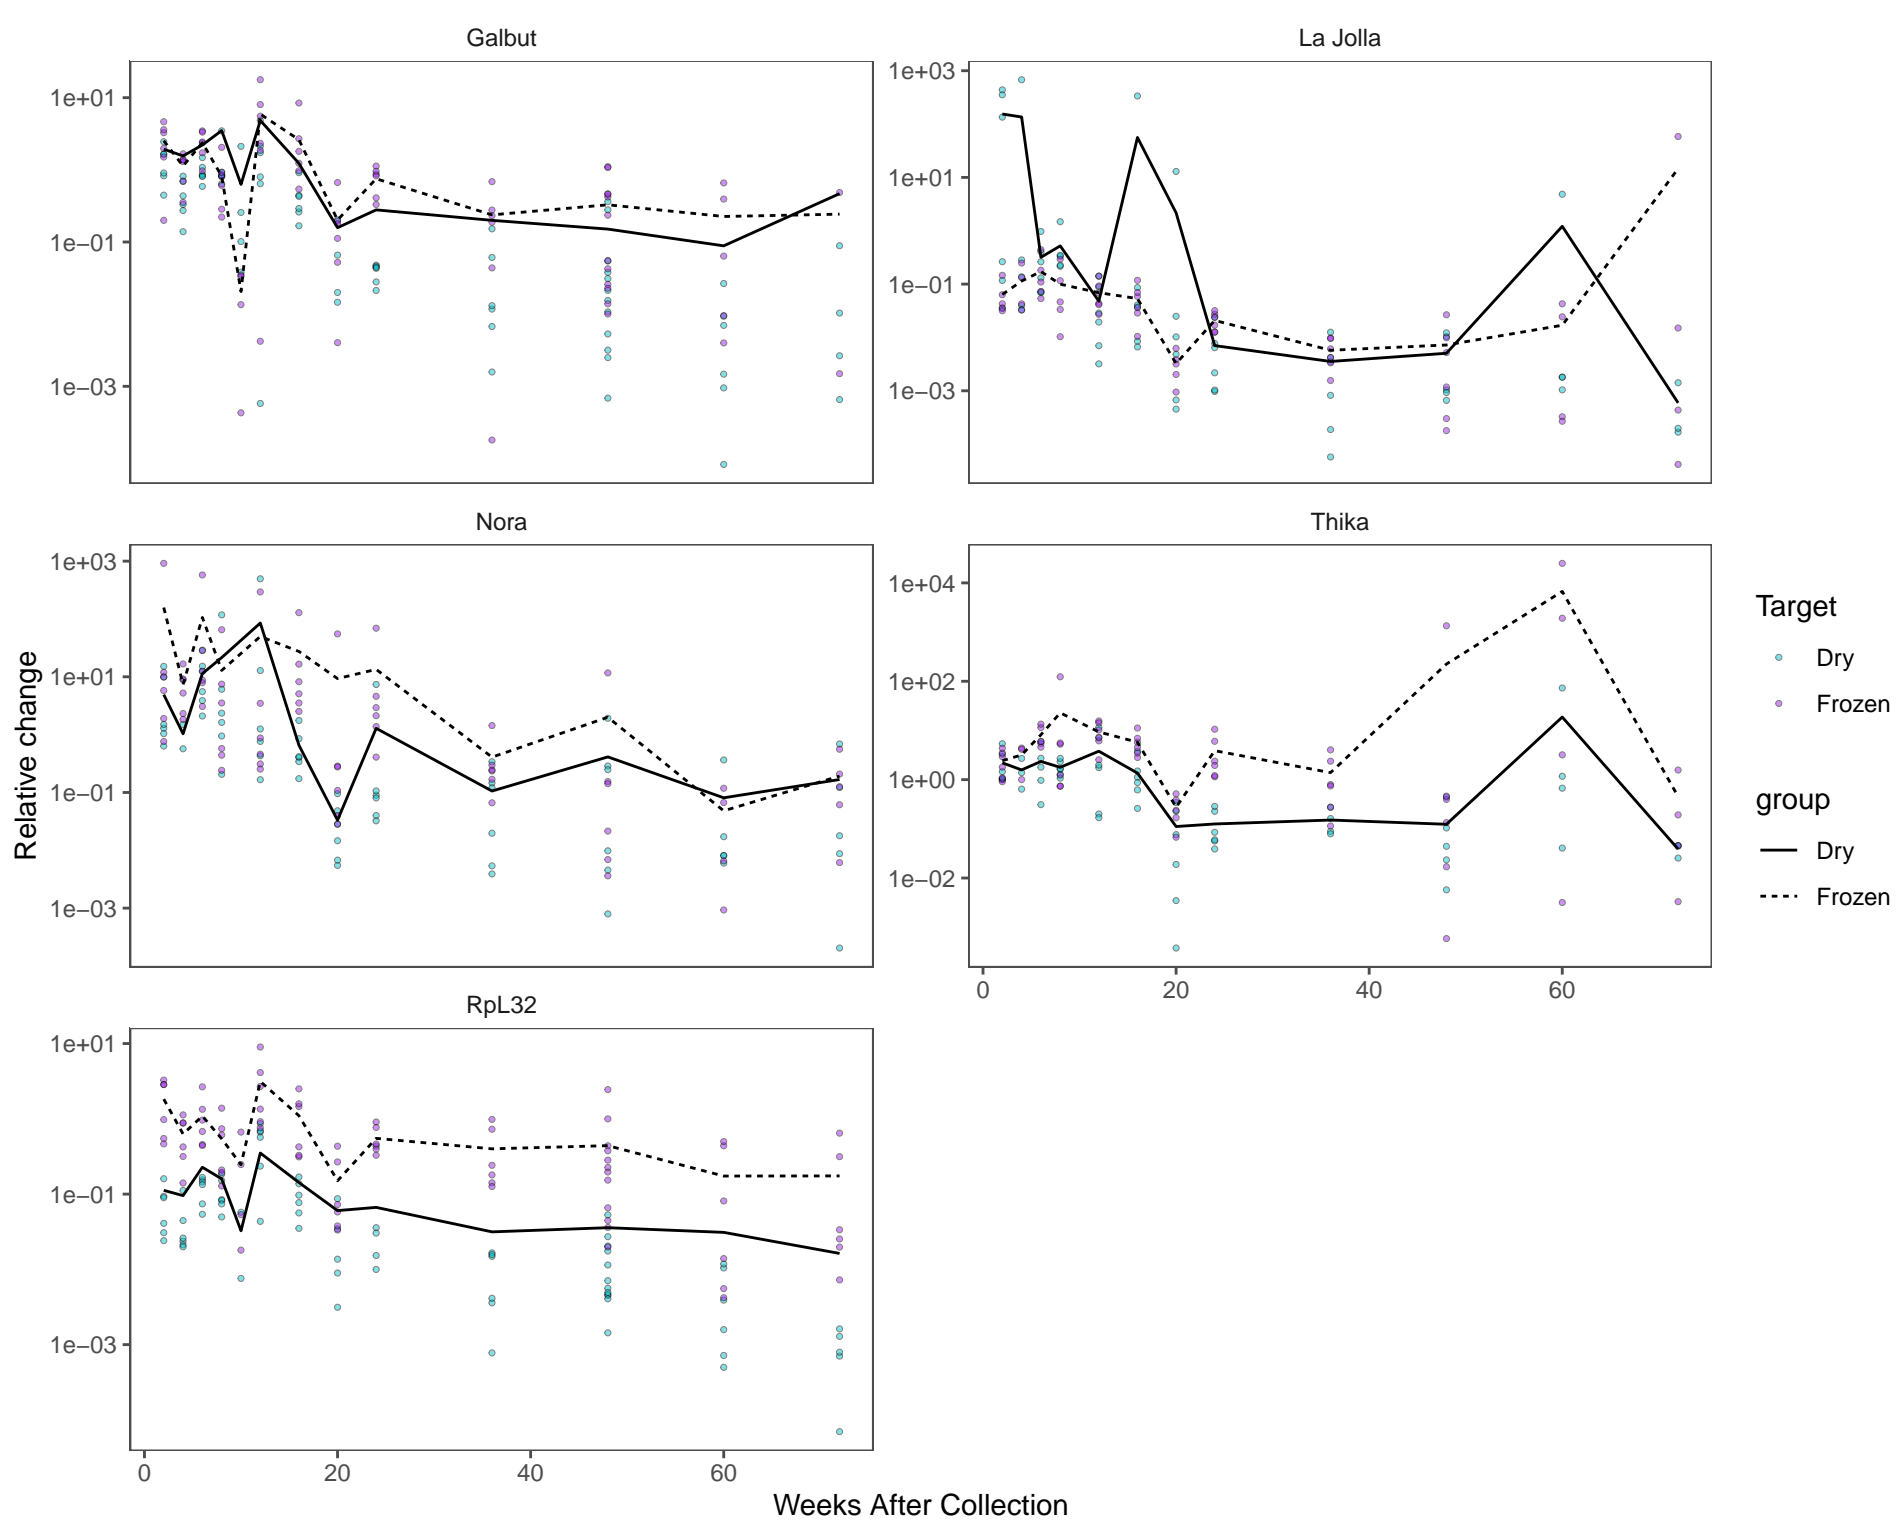 Galbut
La Jolla
1e+01
1e−01
1e−03
1e+03
1e+01
1e−01
1e−03
Nora
Thika
1e+03
1e+01
1e−01
1e−03
1e+04
1e+02
1e+00
1e−02
0
20
40
60
RpL32
1e+01
1e−01
1e−03
0
20
40
60
Relative change
Weeks After Collection
Target
Dry
Frozen
group
Dry
Frozen